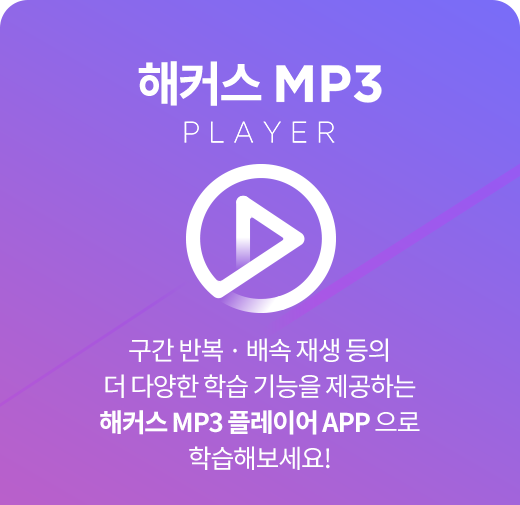 해커스 MP3
PLAYER
구간 반복 · 배속 재생 등의
더 다양한 학습 기능을 제공하는
해커스 MP3 플레이어 APP 으로
학습해보세요!